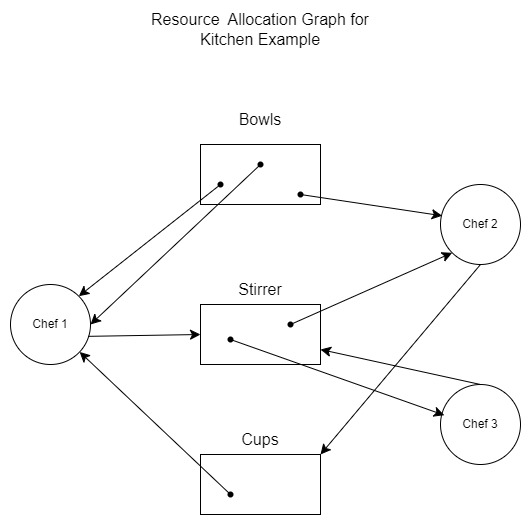 Resource Allocation Graph for
Kitchen Example
Bowls
Chef 2
Stirrer
Chef 1
Cups
Chef 3